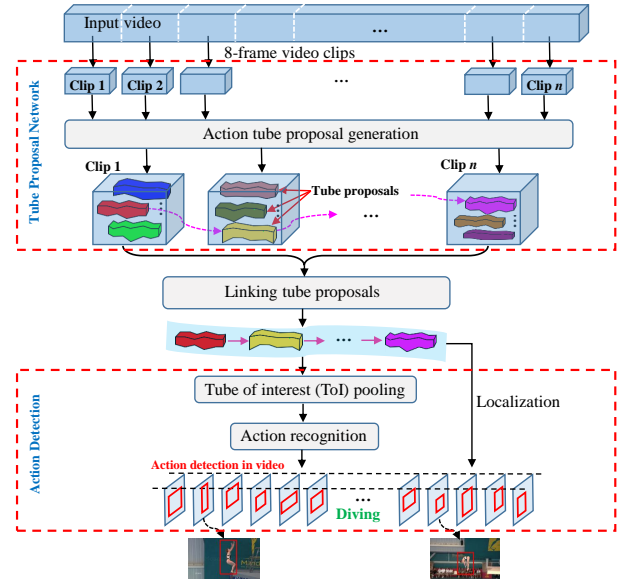 Input video
...
8-frame video clips
Clip 1
Clip 2
...
Clip n
Tube Proposal Network
Action tube proposal generation
Clip 1
Clip n
Tube proposals
...
Linking tube proposals
...
Tube of interest (ToI) pooling
Localization
Action Detection
Action recognition
Action detection in video
...
Diving